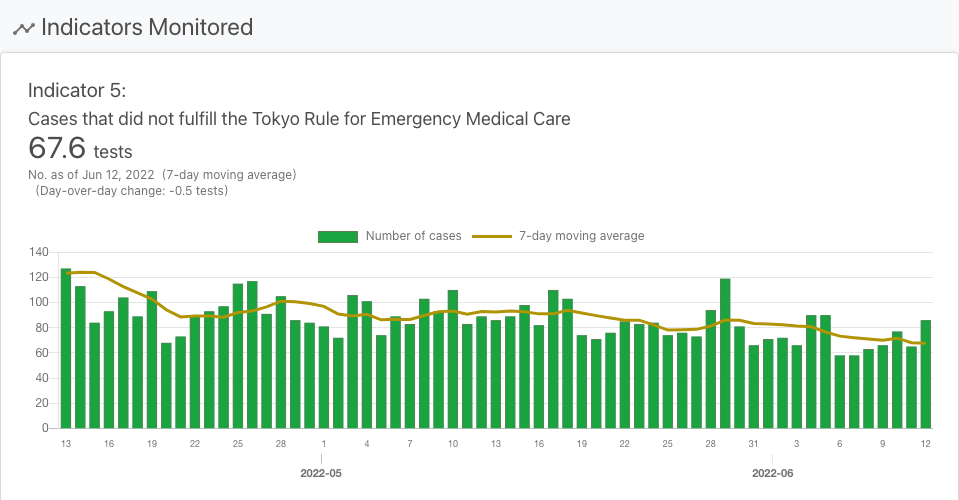 Indicators Monitored
Indicator 5:
Cases that did not fulfill the Tokyo Rule for Emergency Medical Care
67.6 tests
No. as of Jun 12, 2022 (7-day moving average)
(Day-over-day change: -0.5 tests)
Number of cases 7-day moving average
140
120
100
80
60
40
20
0
13 16 19 22 25 28 1 4 7 10 13 16 19 22 25 28 31 3 6 9 12
2022-05 2022-06